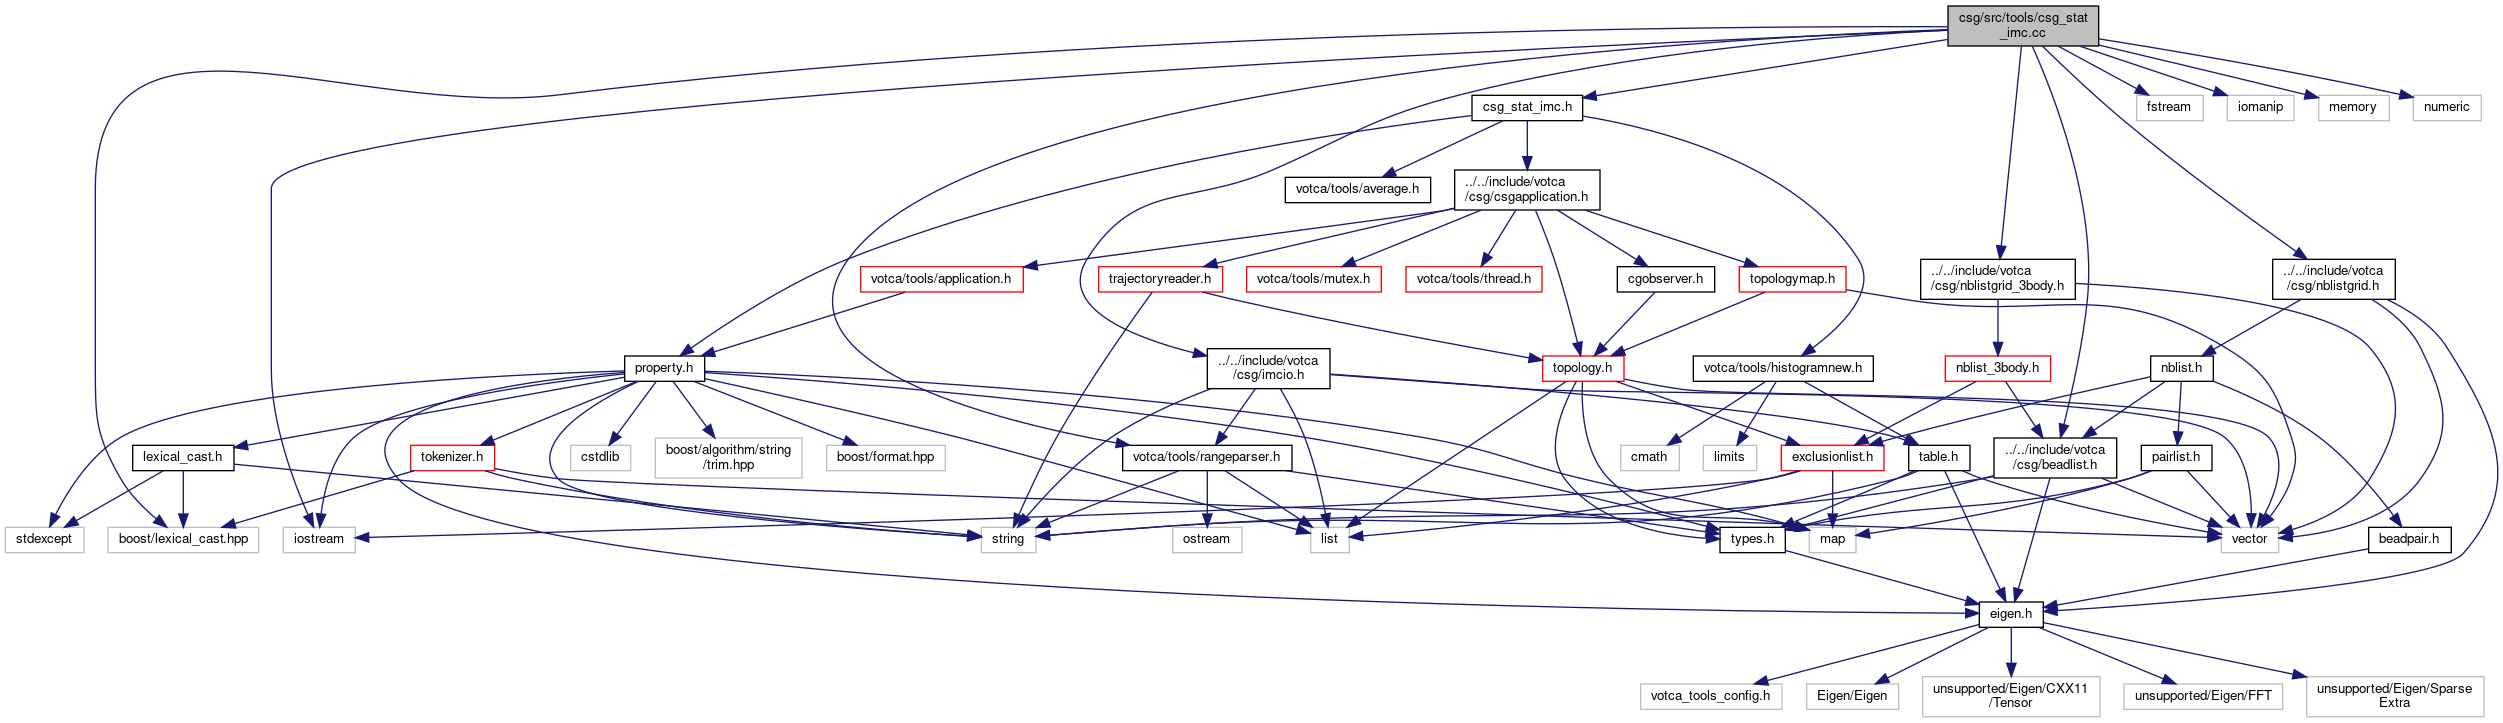 csg/src/tools/csg_stat
_imc.cc
csg_stat_imc.h
fstream
iomanip
memory
numeric
votca/tools/average.h
../../include/votca
/csg/csgapplication.h
votca/tools/application.h
trajectoryreader.h
votca/tools/mutex.h
votca/tools/thread.h
cgobserver.h
topologymap.h
../../include/votca
/csg/nblistgrid_3body.h
../../include/votca
/csg/nblistgrid.h
property.h
../../include/votca
/csg/imcio.h
topology.h
votca/tools/histogramnew.h
nblist_3body.h
nblist.h
lexical_cast.h
tokenizer.h
cstdlib
boost/algorithm/string
/trim.hpp
boost/format.hpp
votca/tools/rangeparser.h
cmath
limits
exclusionlist.h
table.h
../../include/votca
/csg/beadlist.h
pairlist.h
stdexcept
boost/lexical_cast.hpp
iostream
string
ostream
list
types.h
map
vector
beadpair.h
eigen.h
votca_tools_config.h
Eigen/Eigen
unsupported/Eigen/CXX11
/Tensor
unsupported/Eigen/FFT
unsupported/Eigen/Sparse
Extra